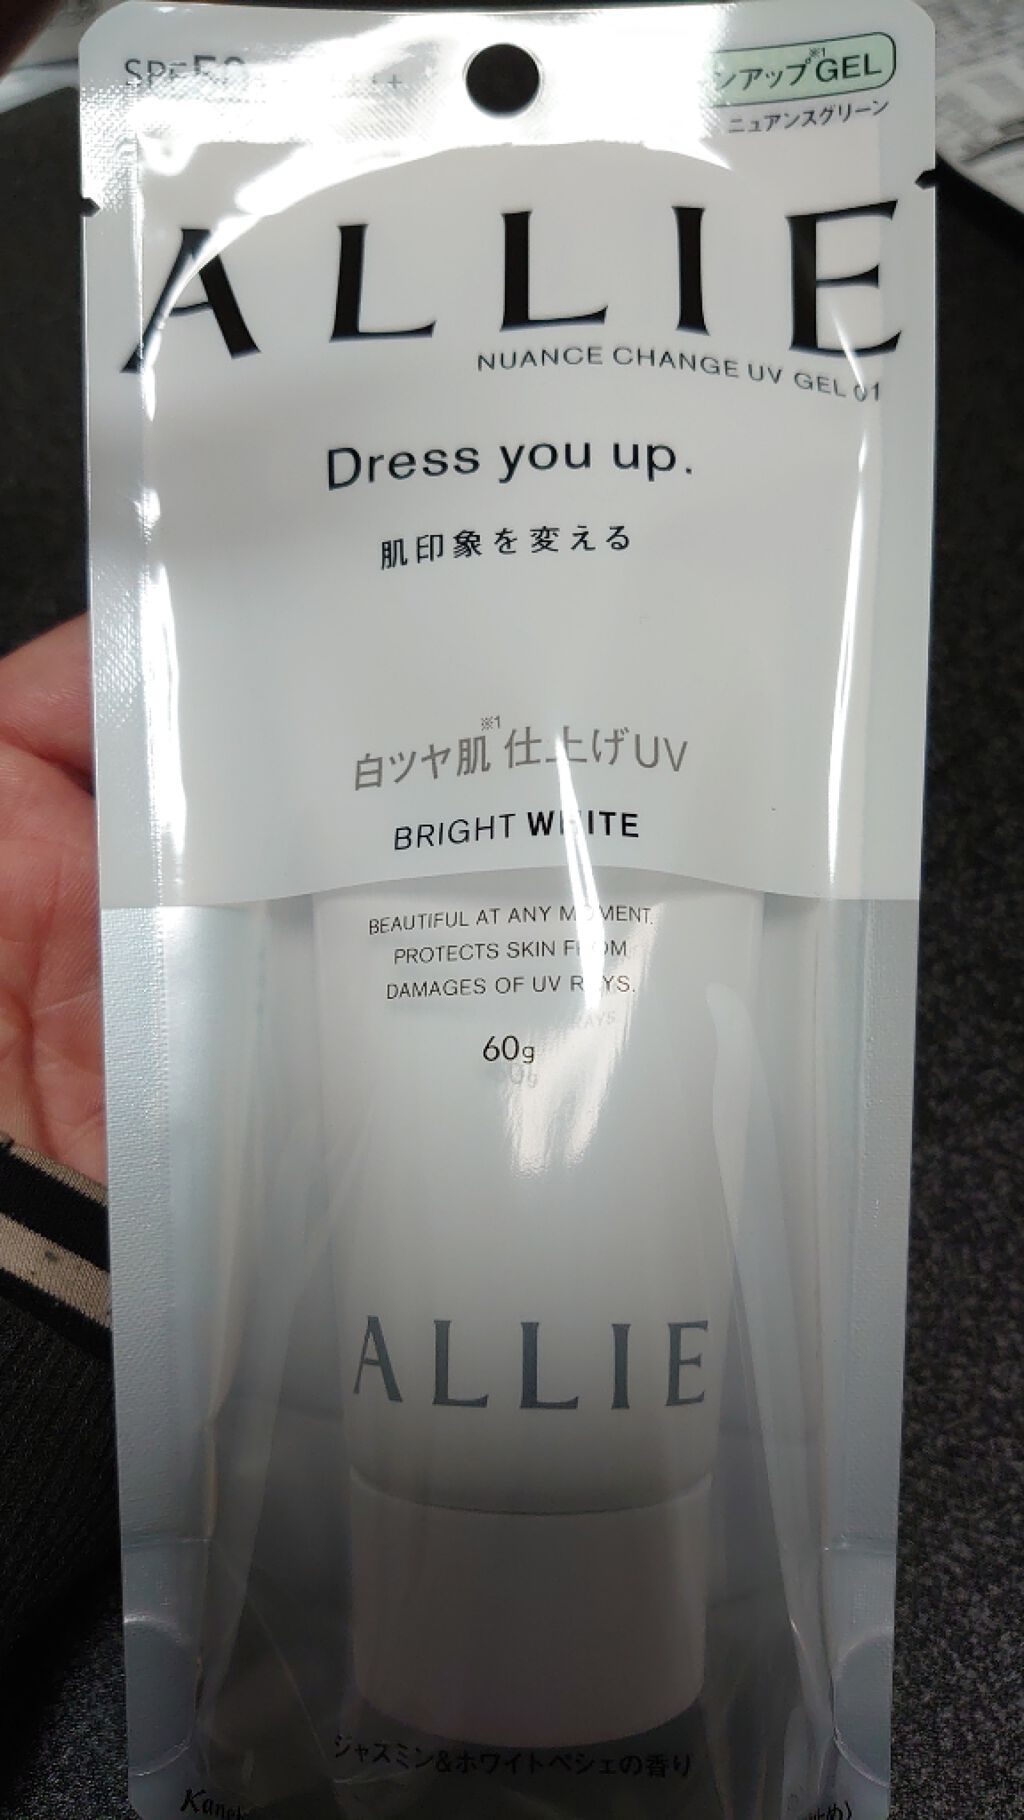 SPF50+
ンアップ※1GEL
ニュアンスグリーン
ALLIE
NUANCE CHANGE UV GEL 01
Dress you up.
肌印象を変える
白ツヤ肌※1仕上げUV
BRIGHT WHITE
BEAUTIFUL AT ANY MOMENT.
PROTECTS SKIN FROM
DAMAGES OF UV RAYS.
60g
ALLIE
ジャスミン&ホワイトペシェの香り